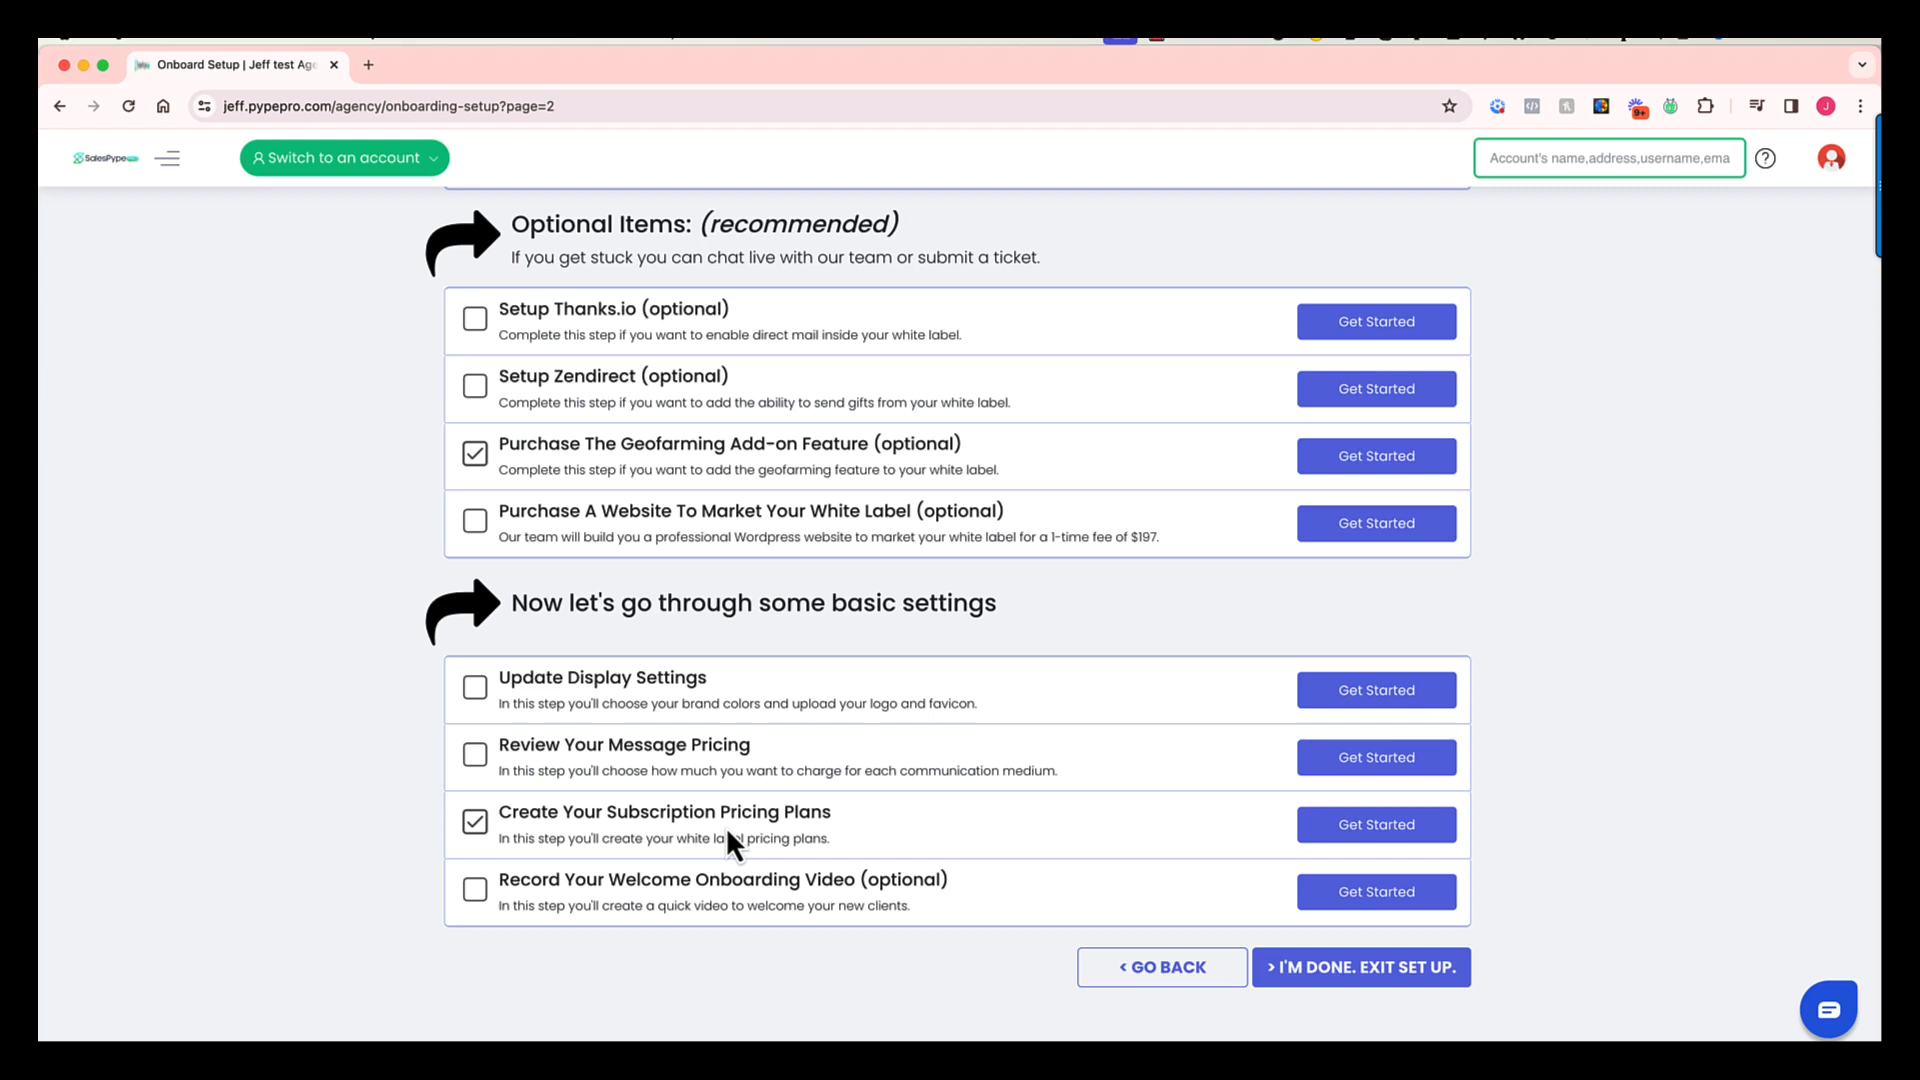 Onboard Setup | Jeff test Age
jeff.pypepro.com/agency/onboarding-setup?page=2
9+
J
SalesPype
Switch to an account
Account's name,address,username,ema
Optional Items: (recommended)
If you get stuck you can chat live with our team or submit a ticket.
Setup Thanks.io (optional)
Complete this step if you want to enable direct mail inside your white label.
Get Started
Setup Zendirect (optional)
Complete this step if you want to add the ability to send gifts from your white label.
Get Started
Purchase The Geofarming Add-on Feature (optional)
Complete this step if you want to add the geofarming feature to your white label.
Get Started
Purchase A Website To Market Your White Label (optional)
Our team will build you a professional Wordpress website to market your white label for a 1-time fee of $197.
Get Started
Now let's go through some basic settings
Update Display Settings
In this step you'll choose your brand colors and upload your logo and favicon.
Get Started
Review Your Message Pricing
In this step you'll choose how much you want to charge for each communication medium.
Get Started
Create Your Subscription Pricing Plans
In this step you'll create your white label pricing plans.
Get Started
Record Your Welcome Onboarding Video (optional)
In this step you'll create a quick video to welcome your new clients.
Get Started
< GO BACK
> I'M DONE. EXIT SET UP.